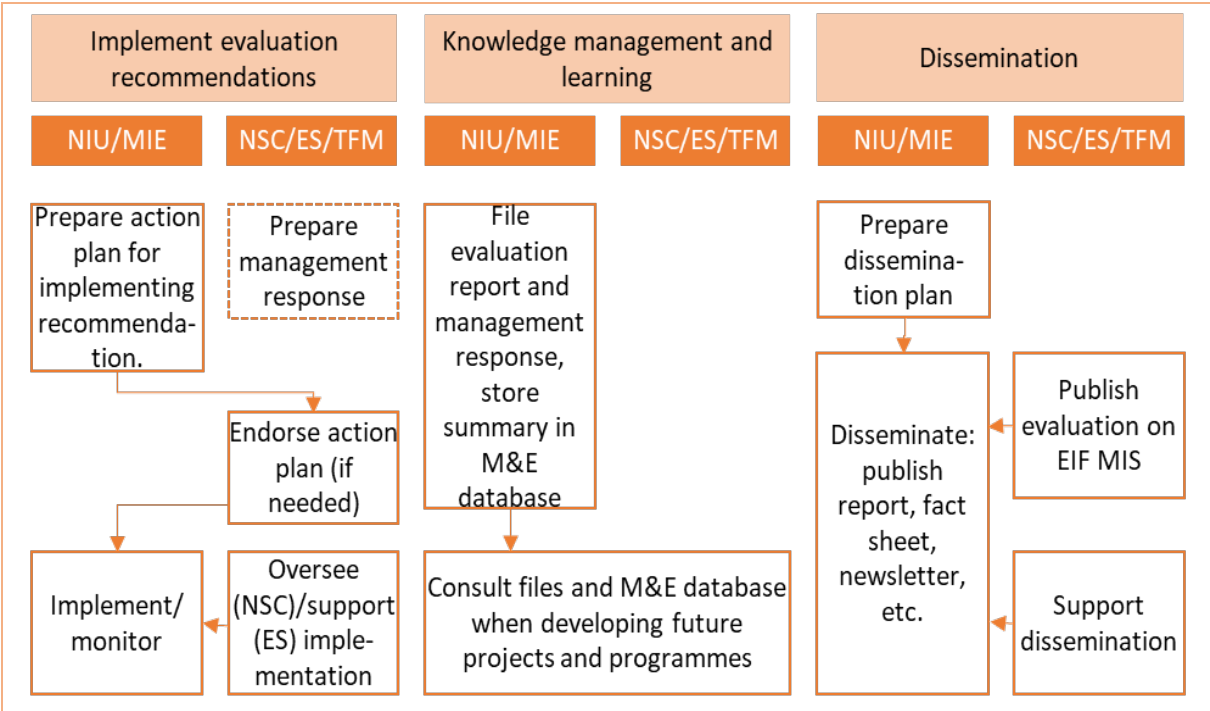 Implement evaluation
recommendations
Knowledge management and
learning
Dissemination
NIU/MIE
NSC/ES/TFM
NIU/MIE
NSC/ES/TFM
NIU/MIE
NSC/ES/TFM
Prepare action
plan for
implementing
recommenda-
tion.
Prepare
management
response
Endorse action
plan (if
needed)
Implement/
monitor
Oversee
(NSC)/support
(ES) imple-
mentation
File
evaluation
report and
management
response,
store
summary in
M&E
database
Consult files and M&E database
when developing future
projects and programmes
Prepare
dissemina-
tion plan
Disseminate:
publish
report, fact
sheet,
newsletter,
etc.
Publish
evaluation on
EIF MIS
Support
dissemination